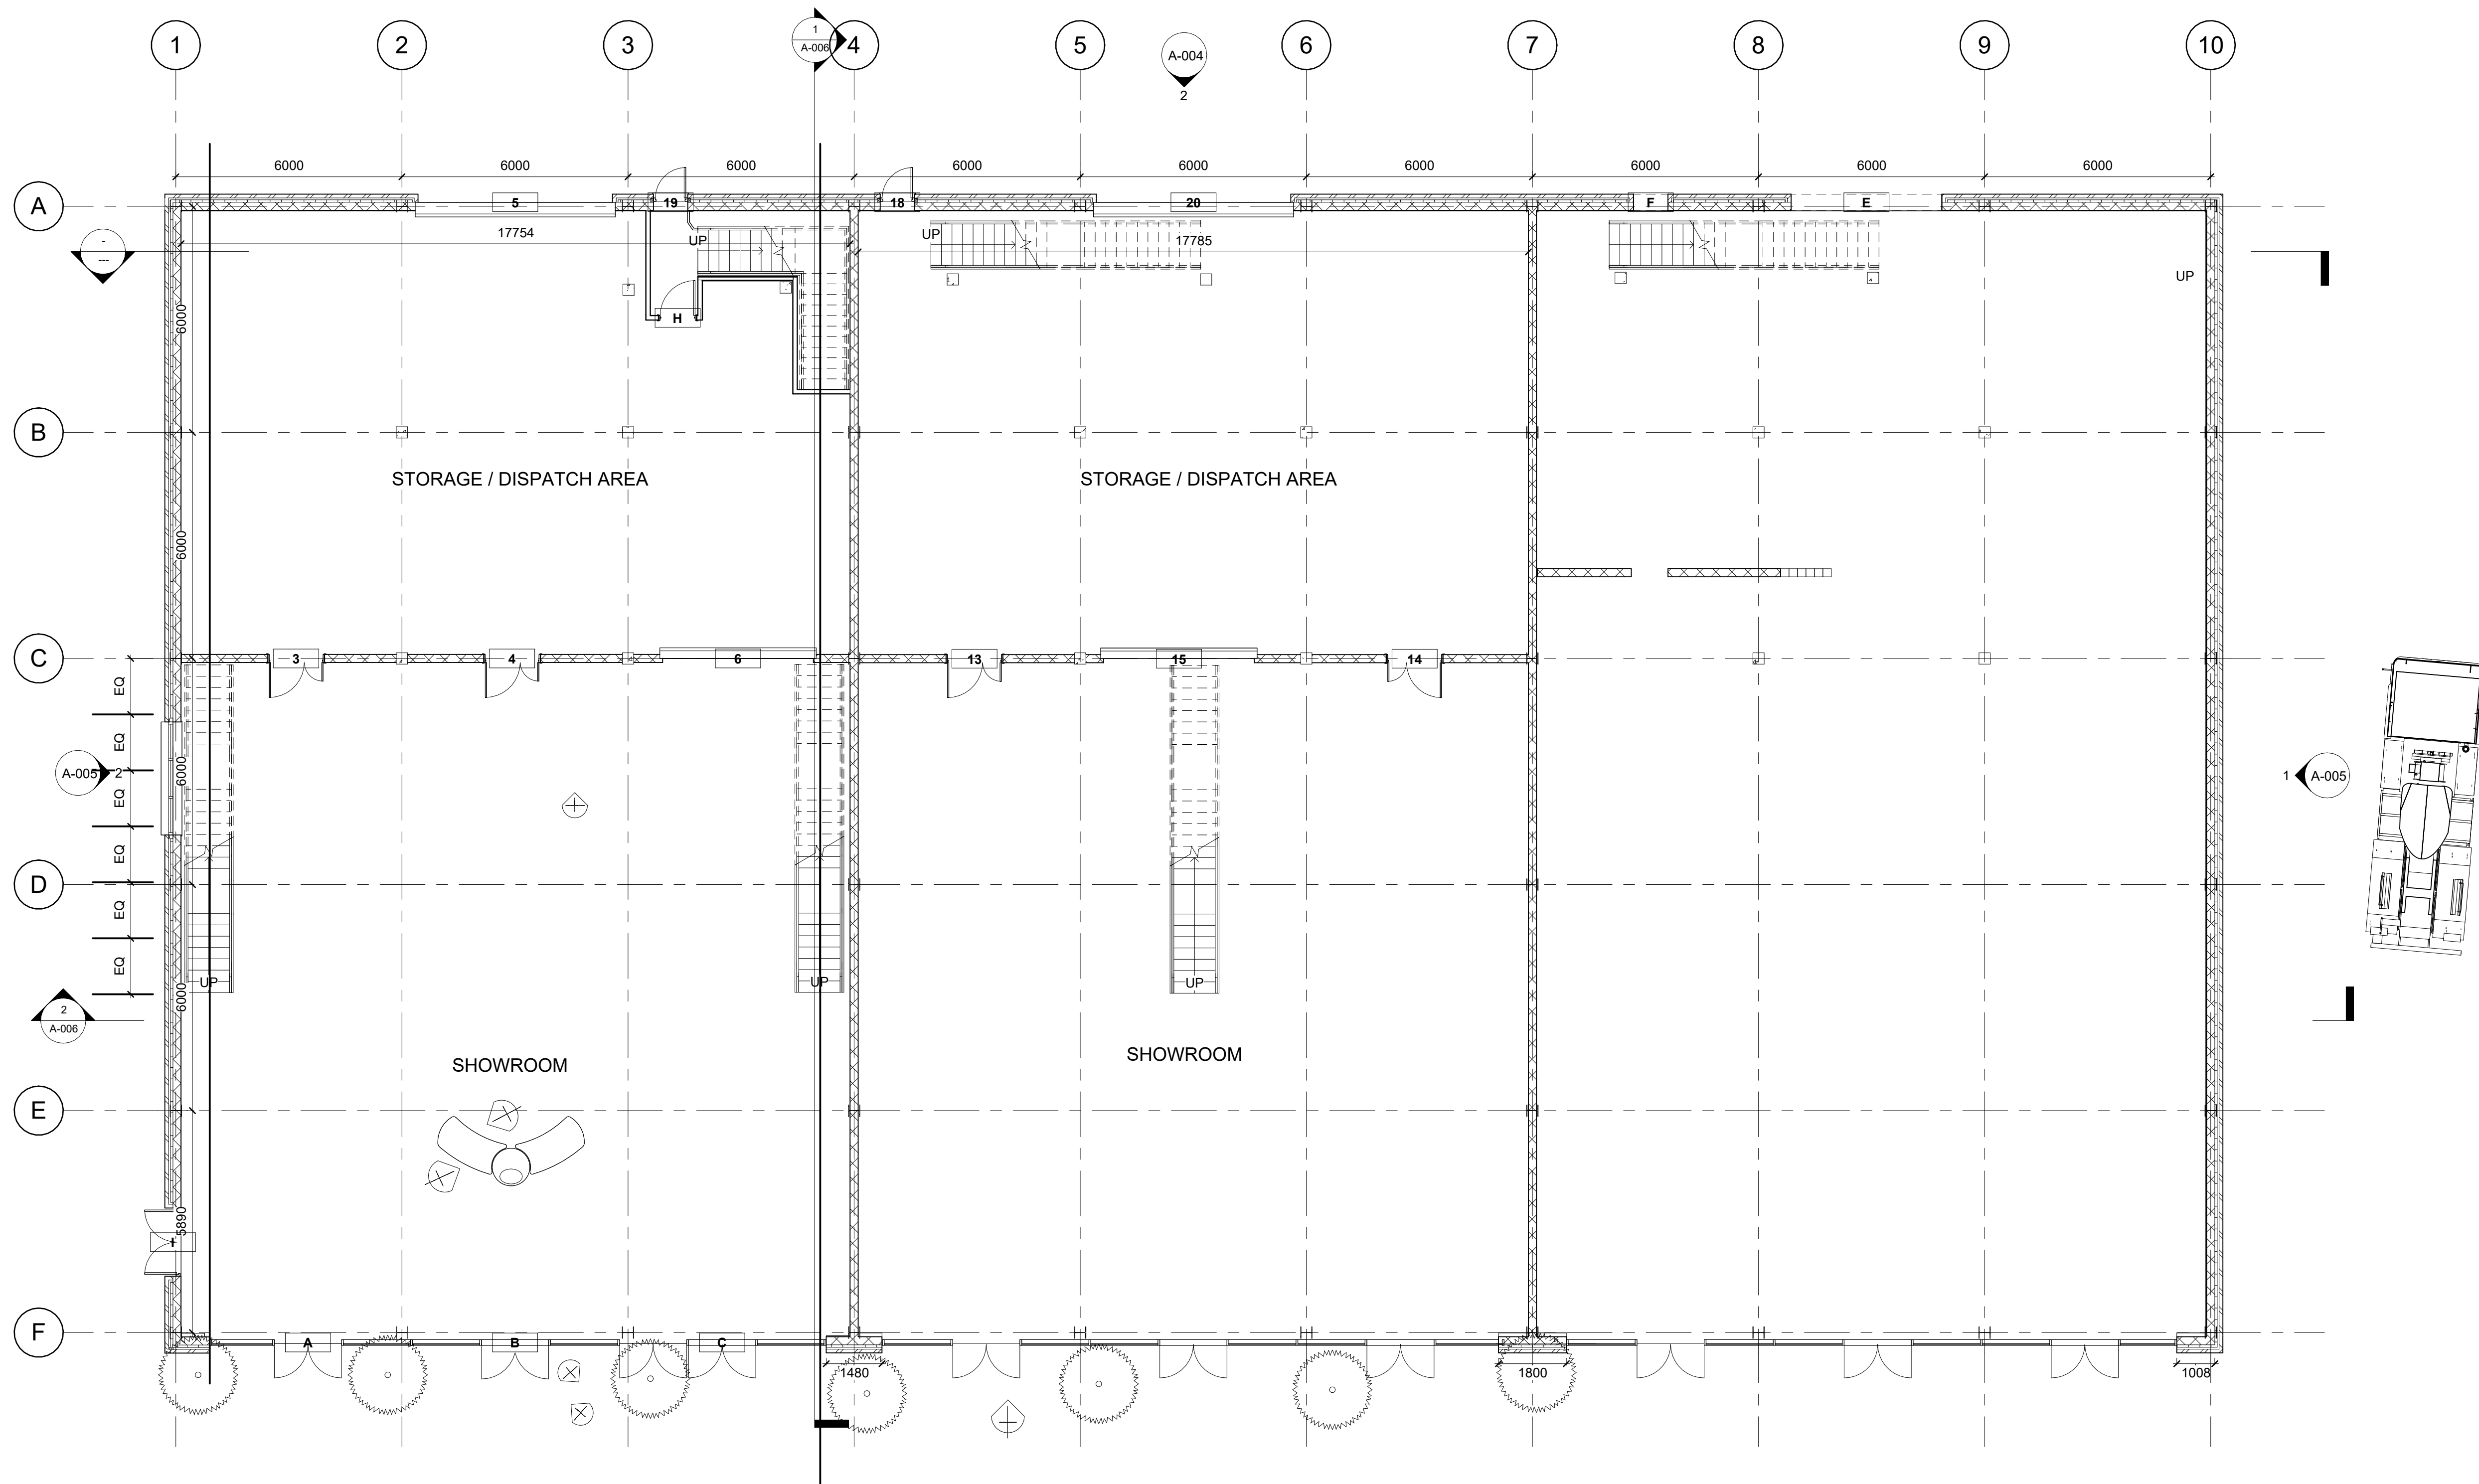 1
2
3
1
A-006
4
5
A-004
2
6
7
8
9
10
6000
6000
6000
6000
6000
6000
6000
6000
6000
A
5
19
18
20
F
E
17754
UP
UP
17785
-
---
UP
6000
H
B
STORAGE / DISPATCH AREA
STORAGE / DISPATCH AREA
6000
C
3
4
6
13
15
14
EQ
EQ
A-005
2
6000
1
A-005
EQ
EQ
D
EQ
EQ
UP
UP
UP
6000
2
A-006
SHOWROOM
SHOWROOM
E
5890
I
F
A
B
C
1480
1800
1008